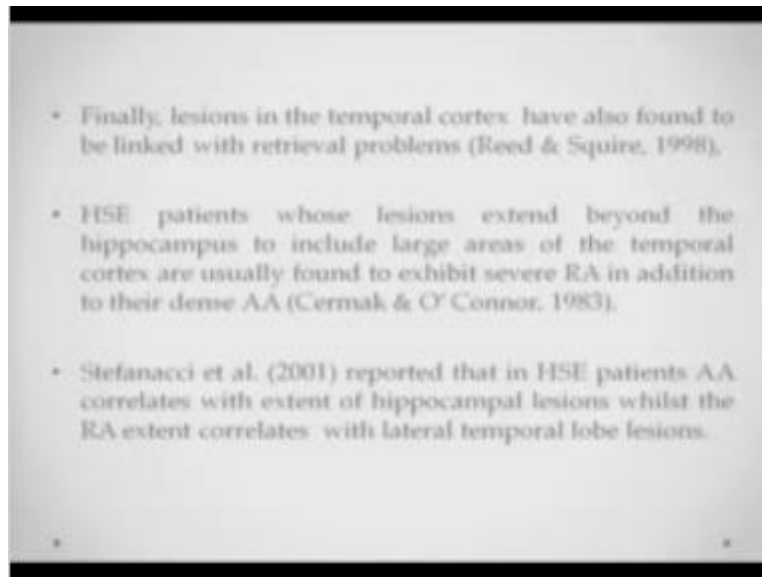 • Finally, lesions in the temporal cortex have also found to
be linked with retrieval problems (Reed & Squire, 1998).
• HSE patients whose lesions extend beyond the
hippocampus to include large areas of the temporal
cortex are usually found to exhibit severe RA in addition
to their dense AA (Cermak & O' Connor, 1983).
• Stefanacci et al. (2001) reported that in HSE patients AA
correlates with extent of hippocampal lesions whilst the
RA extent correlates with lateral temporal lobe lesions.